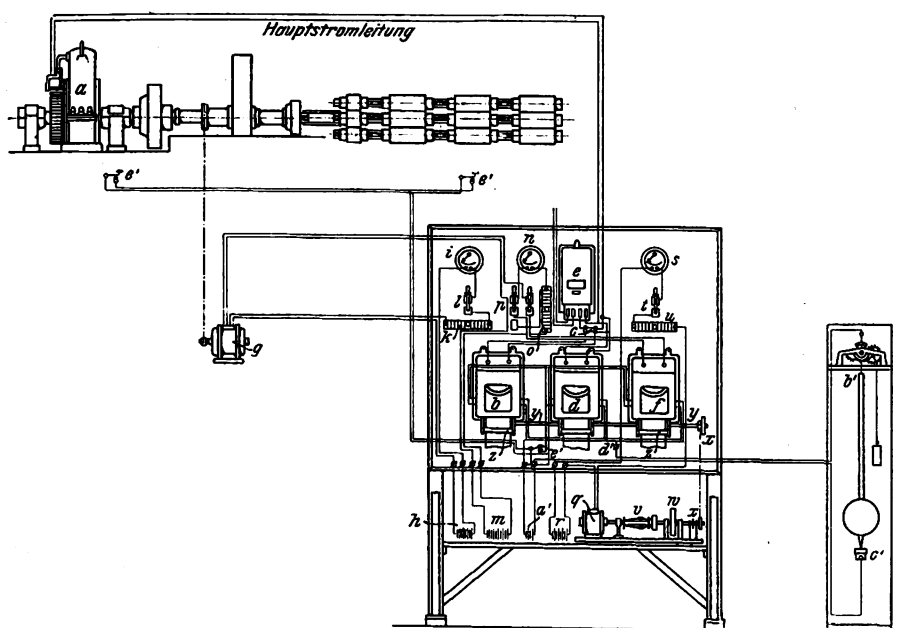 Hauptstromleitung
a
e' e'
g
i n e s
l p t u
k o c
b d f
y y x
z e' d' z'
h m a' r q v w x
b'
c'